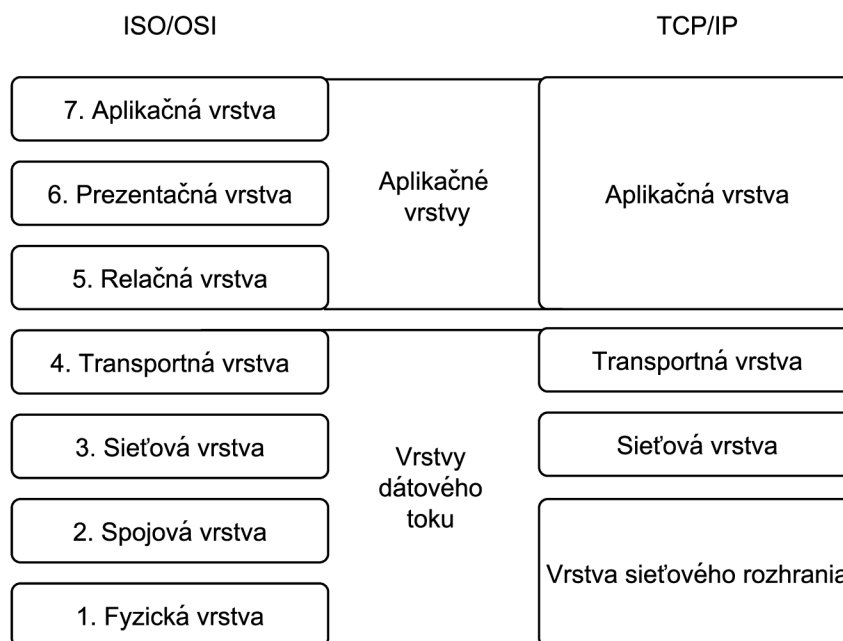 ISO/OSI
TCP/IP
7. Aplikačná vrstva
6. Prezentačná vrstva
5. Relačná vrstva
Aplikačné
vrstvy
Aplikačná vrstva
4. Transportná vrstva
3. Sieťová vrstva
2. Spojová vrstva
1. Fyzická vrstva
Vrstvy
dátového
toku
Transportná vrstva
Sieťová vrstva
Vrstva sieťového rozhrania